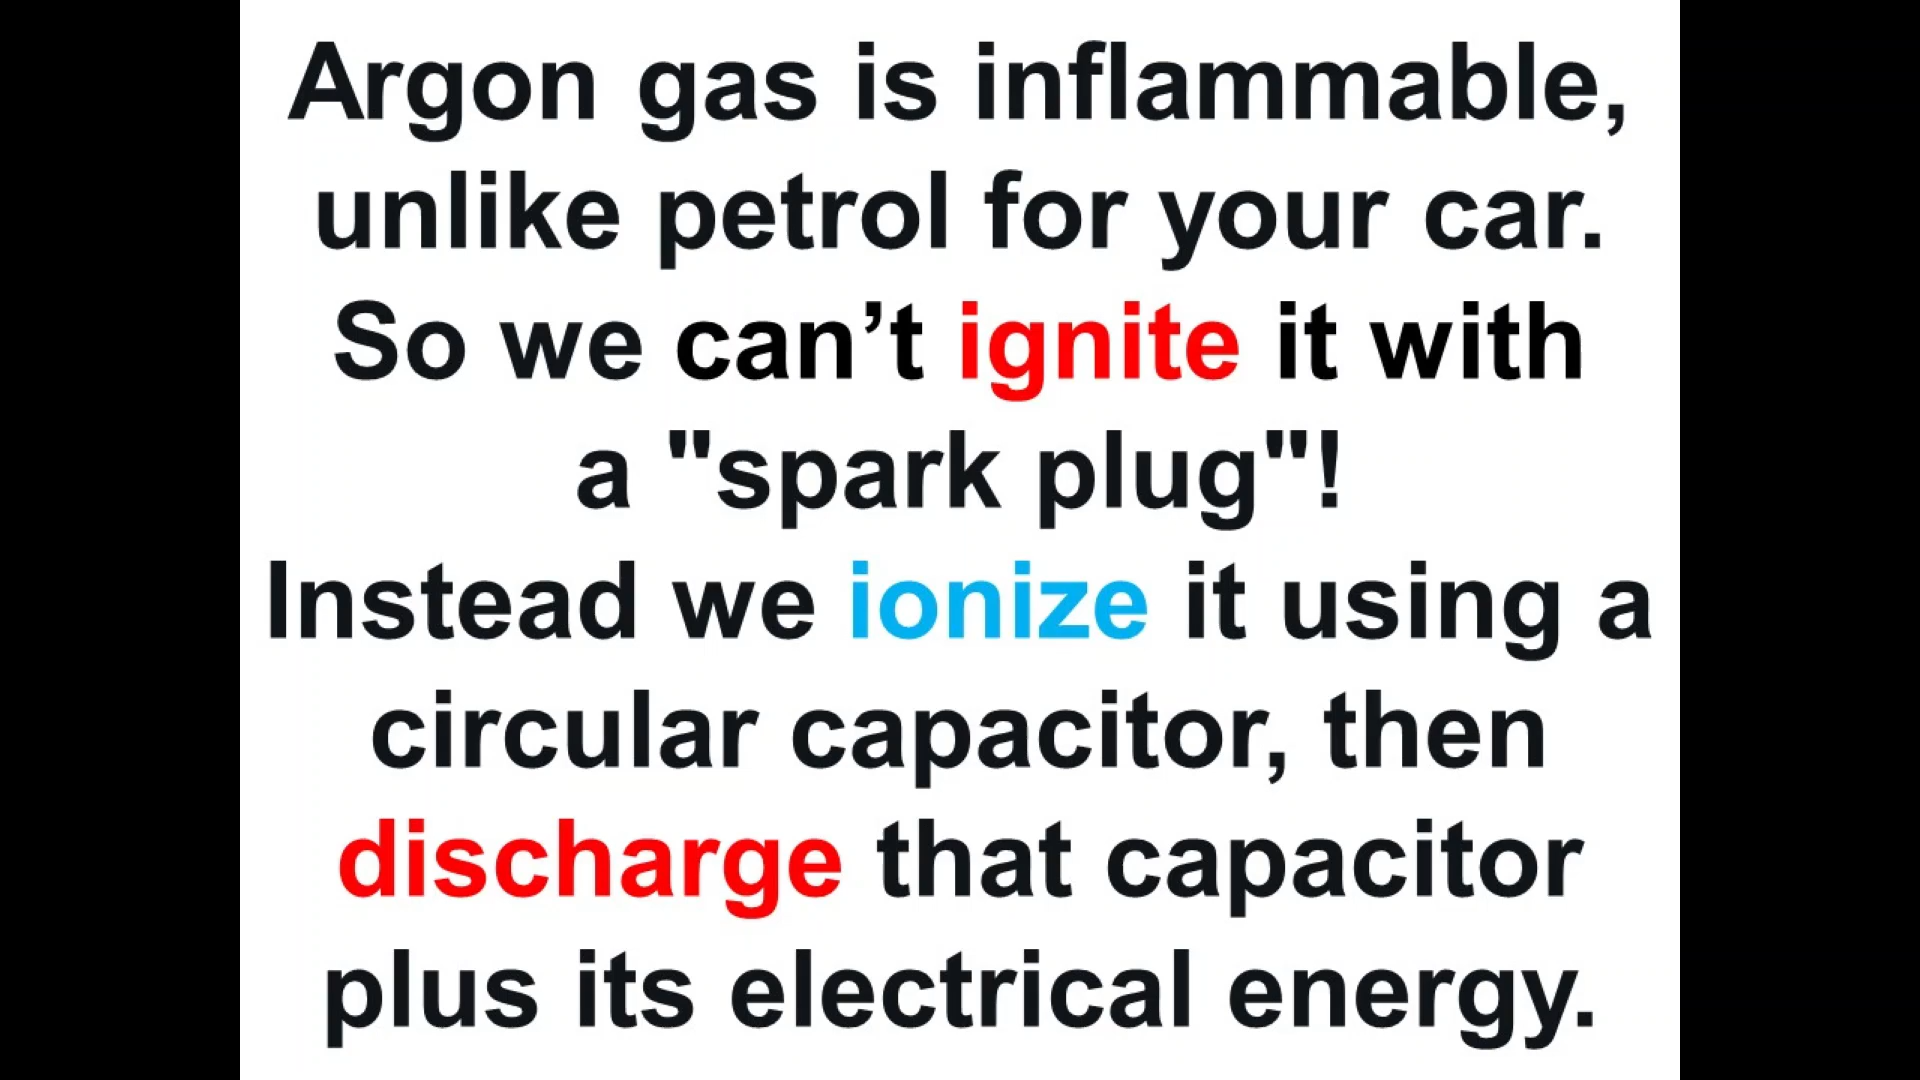 Argon gas is inflammable,
unlike petrol for your car.
So we can’t ignite it with
a "spark plug"!
Instead we ionize it using a
circular capacitor, then
discharge that capacitor
plus its electrical energy.